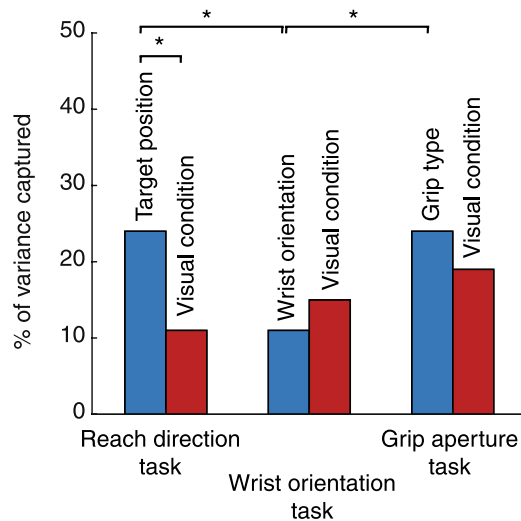 * *
50
*
40
30
20
10
0
% of variance captured
Target position
Visual condition
Wrist orientation
Visual condition
Grip type
Visual condition
Reach direction
task
Wrist orientation
task
Grip aperture
task